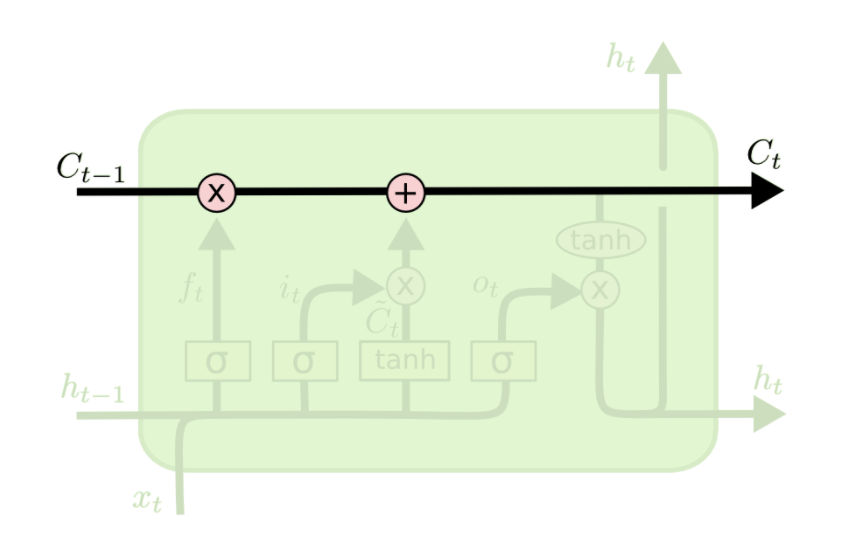 h_t
C_{t-1}
C_t
x
+
tanh
f_t
i_t
x
o_t
x
C̃_t
σ
σ
tanh
σ
h_{t-1}
h_t
x_t